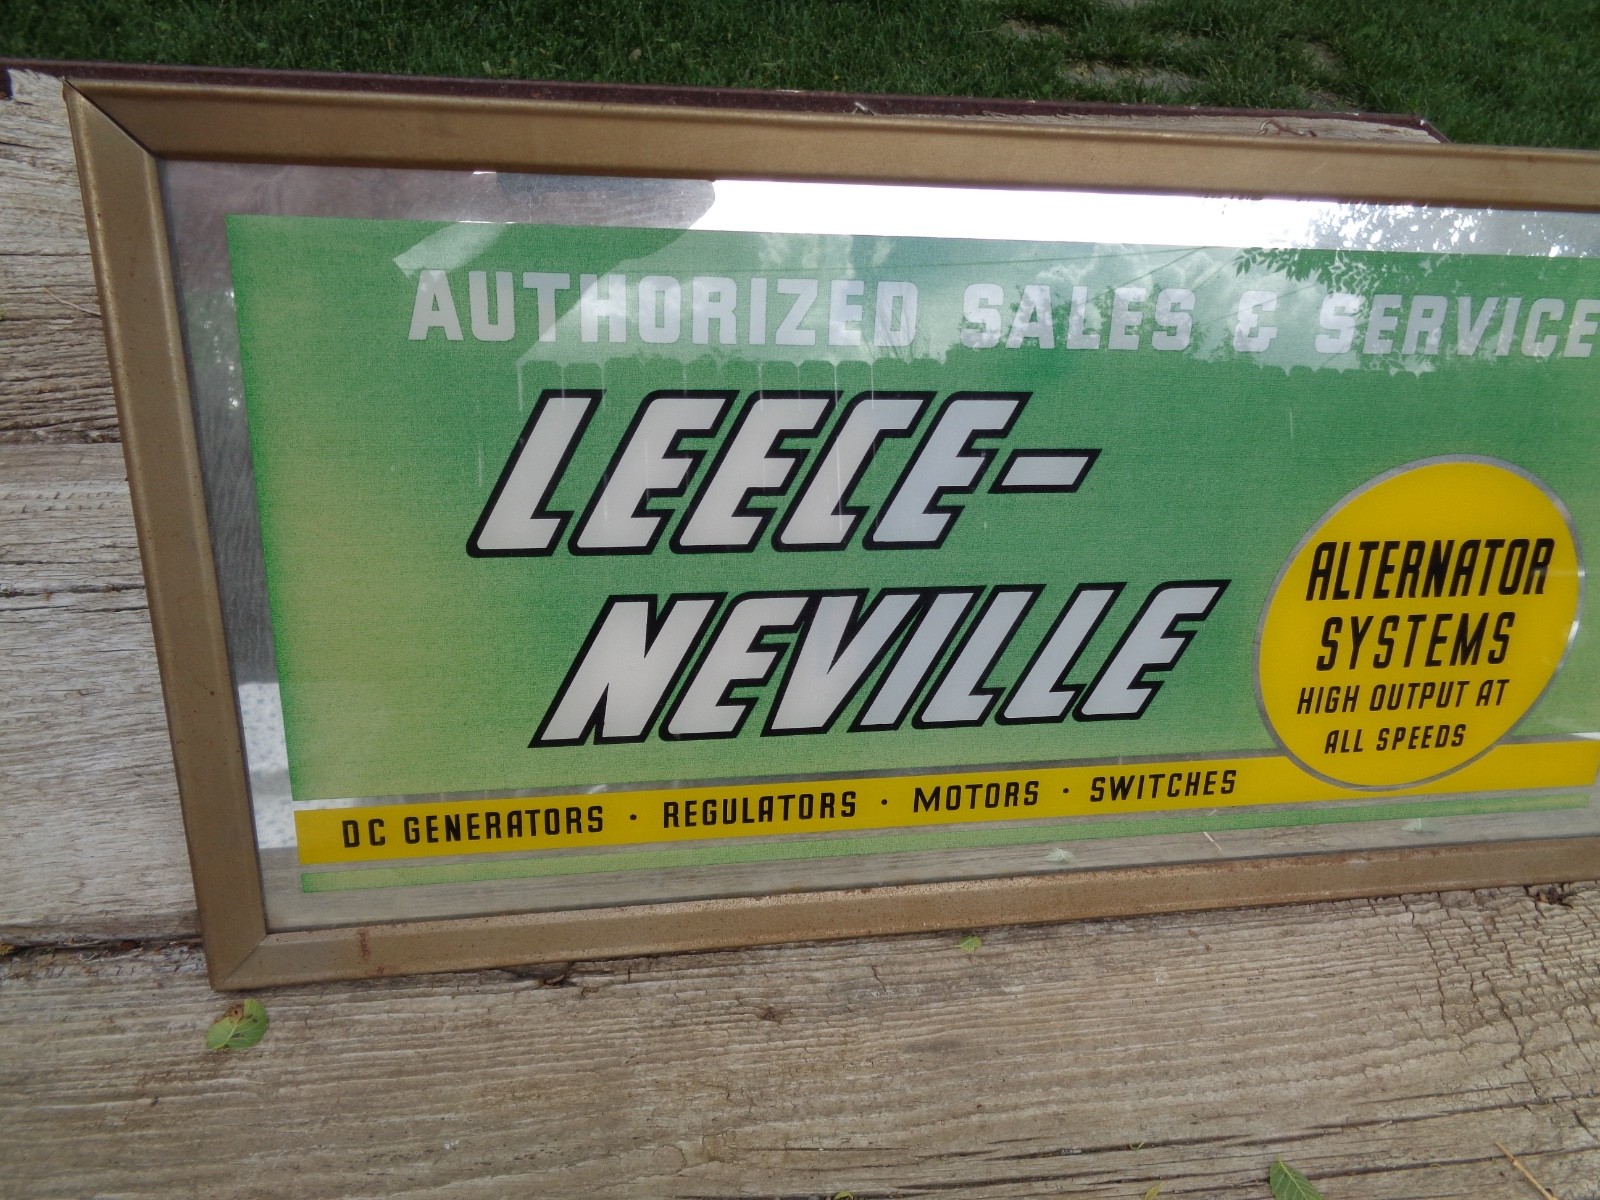 AUTHORIZED SALES & SERVICE
LEECE-
NEVILLE
ALTERNATOR
SYSTEMS
HIGH OUTPUT AT
ALL SPEEDS
DC GENERATORS · REGULATORS · MOTORS · SWITCHES